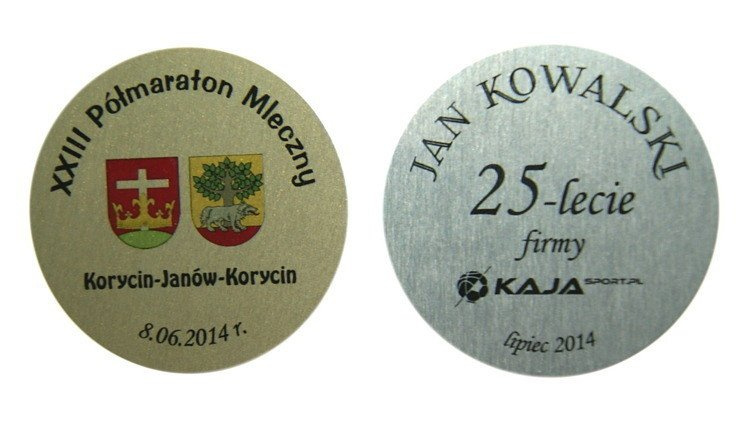 XXIII Półmaraton Mleczny
Korycin-Janów-Korycin
8.06.2014 r.
JAN KOWALSKI
25-lecie
firmy
KAJA SPORT.PL
lipiec 2014